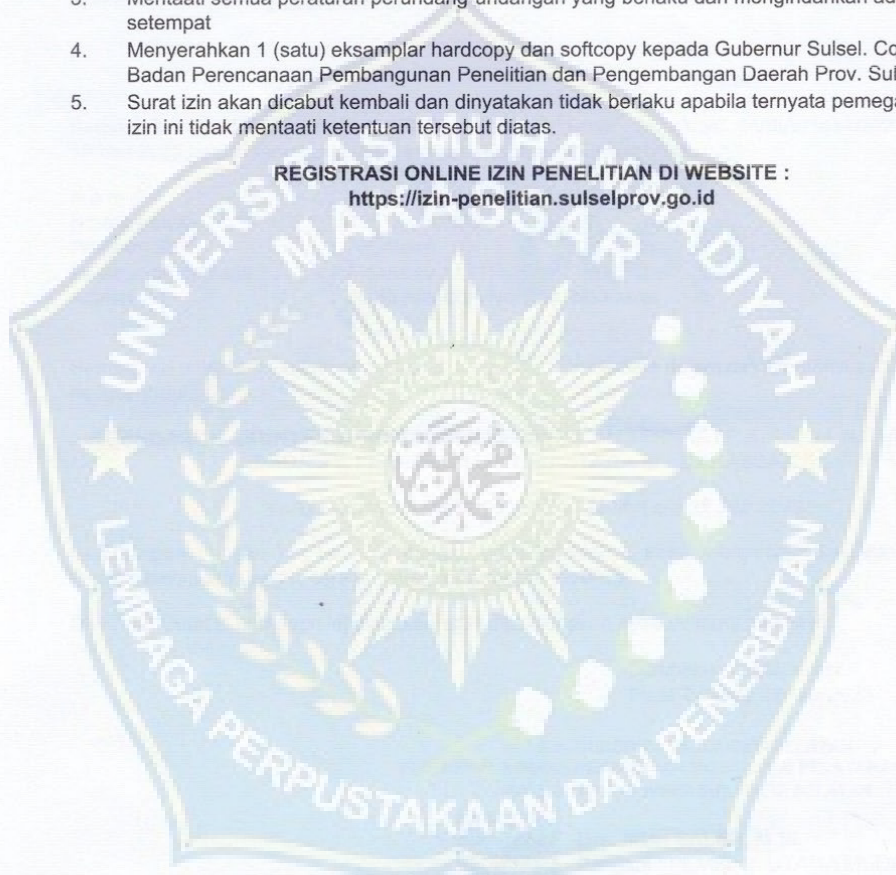 setempat
4. Menyerahkan 1 (satu) eksamplar hardcopy dan softcopy kepada Gubernur Sulsel.
Badan Perencanaan Pembangunan Penelitian dan Pengembangan Daerah Prov.
5. Surat izin akan dicabut kembali dan dinyatakan tidak berlaku apabila ternyata
izin ini tidak mentaati ketentuan tersebut diatas.
REGISTRASI ONLINE IZIN PENELITIAN DI WEBSITE :
https://izin-penelitian.sulselprov.go.id
UNIVERSITAS MUHAMMADIYAH
MAKASSAR
محمد
LEMBAGA PERPUSTAKAAN DAN PENERBITAN